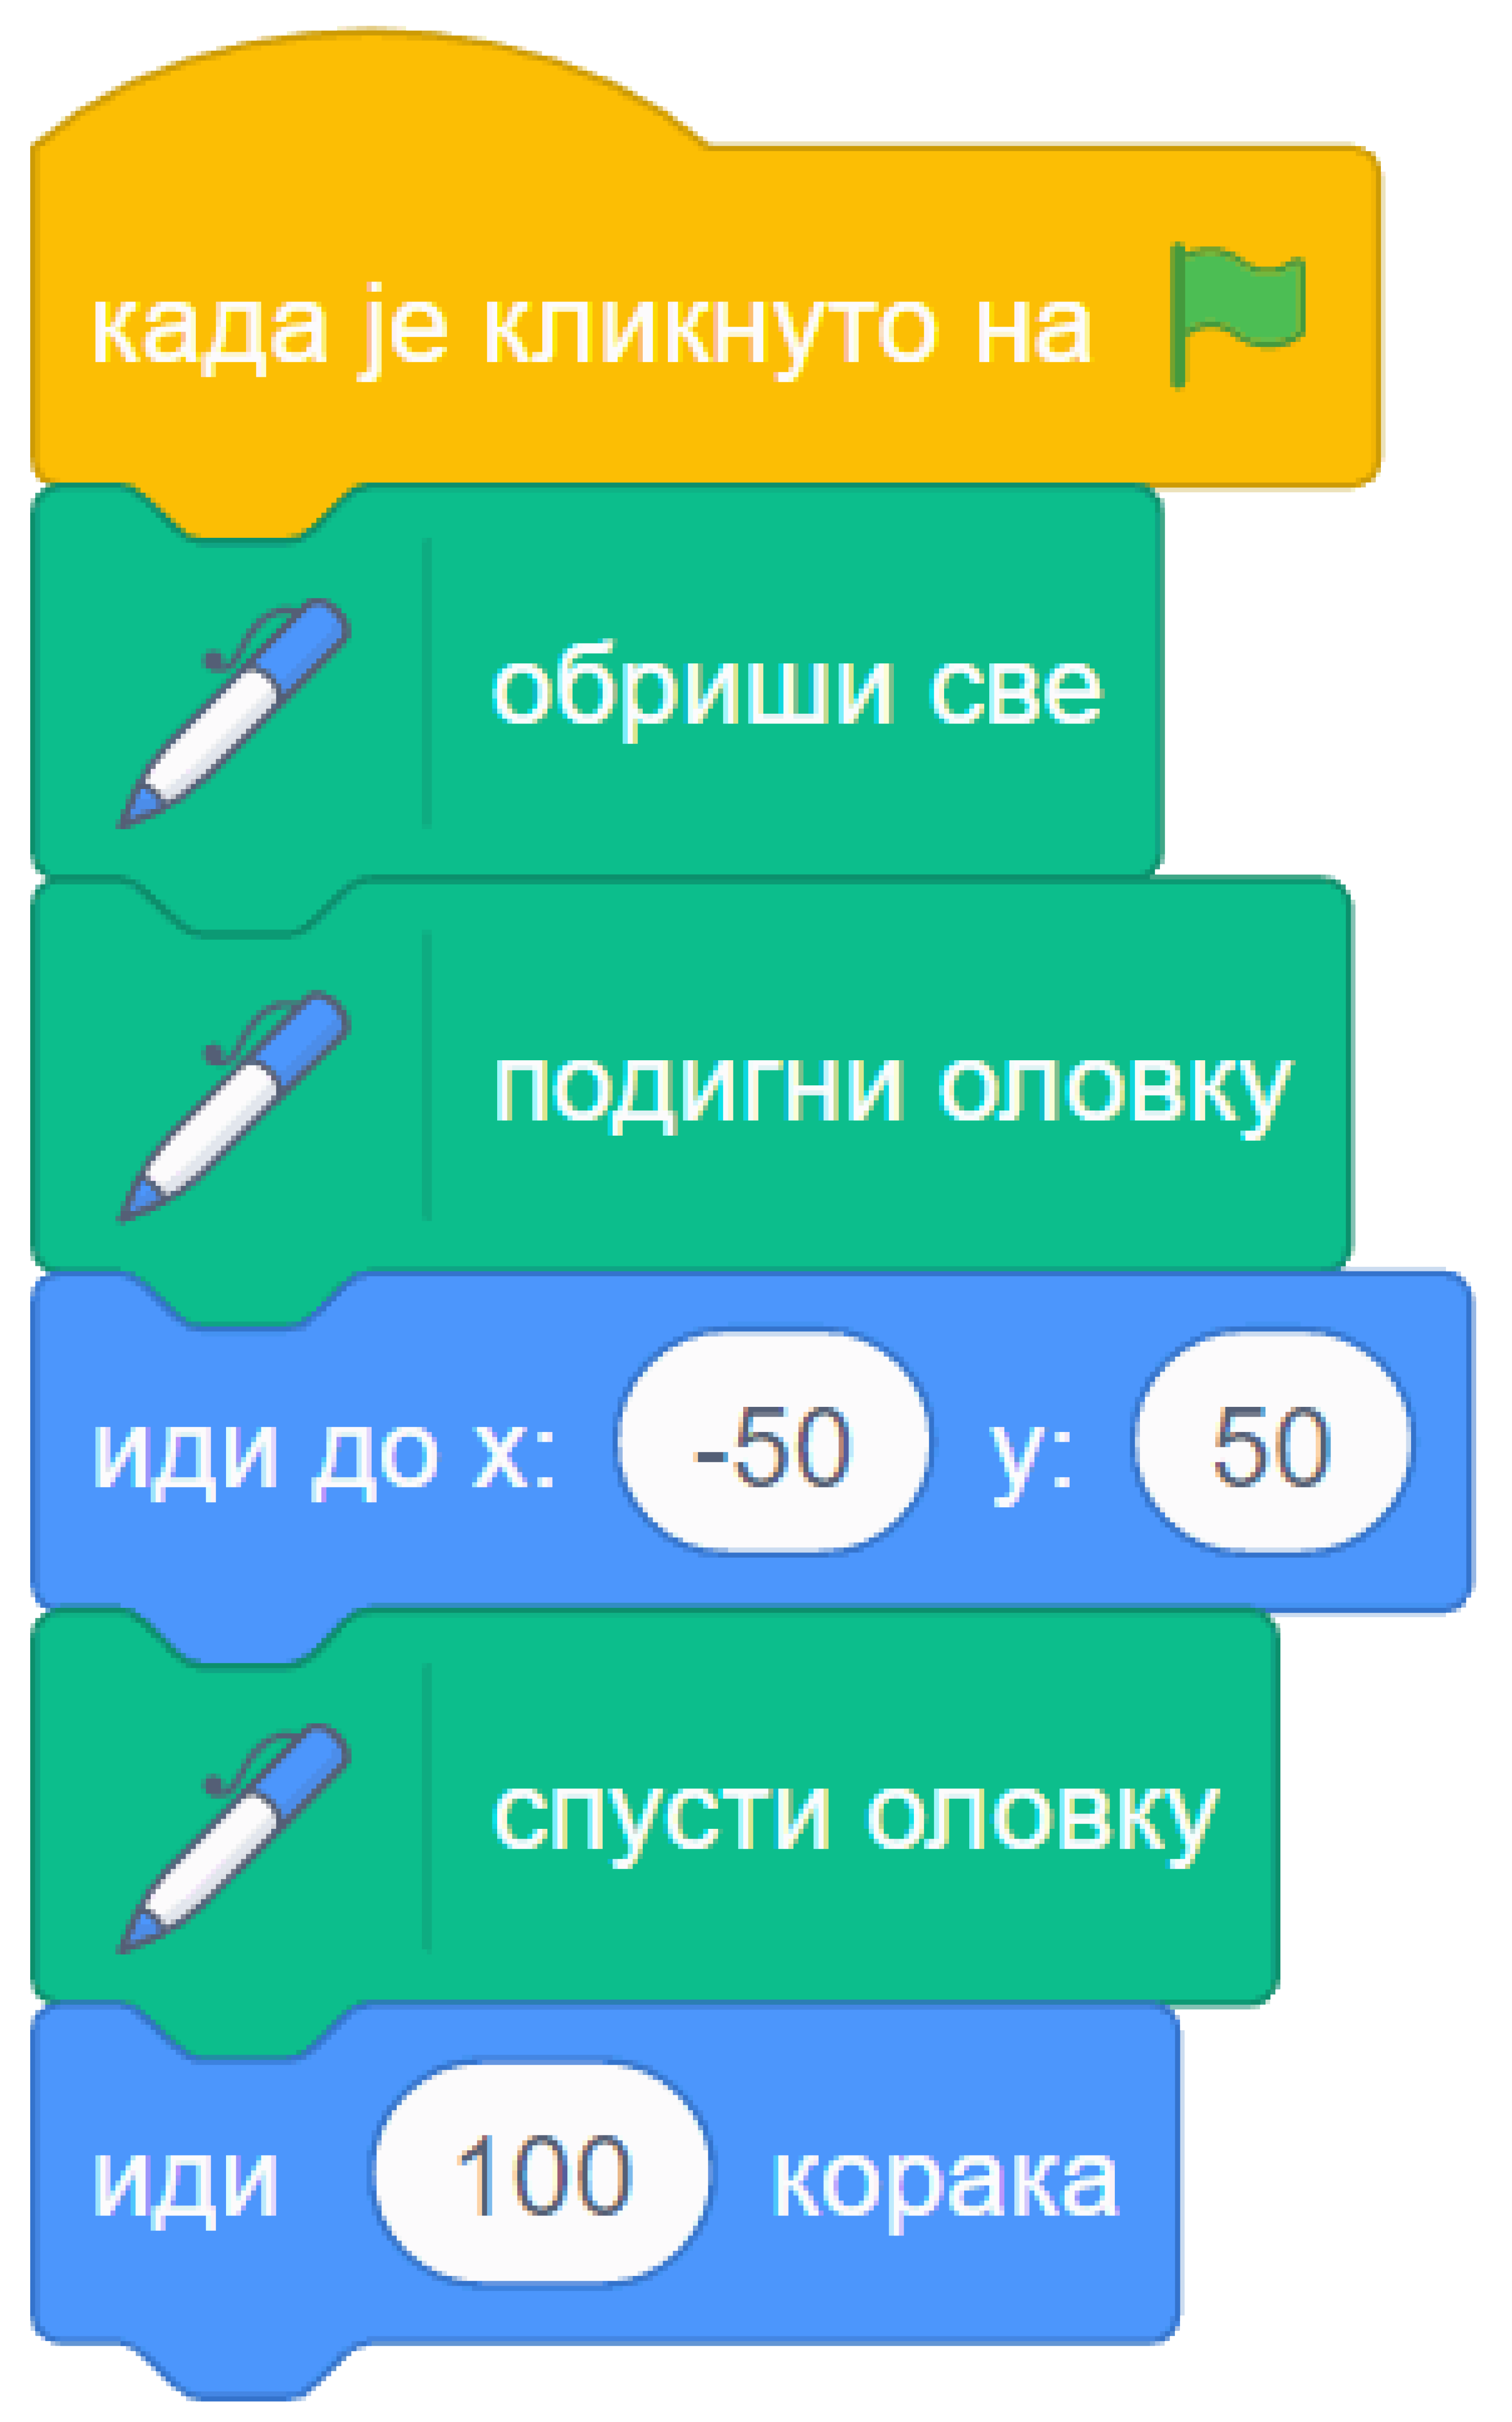 када је кликнуто на
обриши све
подигни оловку
иди до x: -50 y: 50
спусти оловку
иди 100 корака